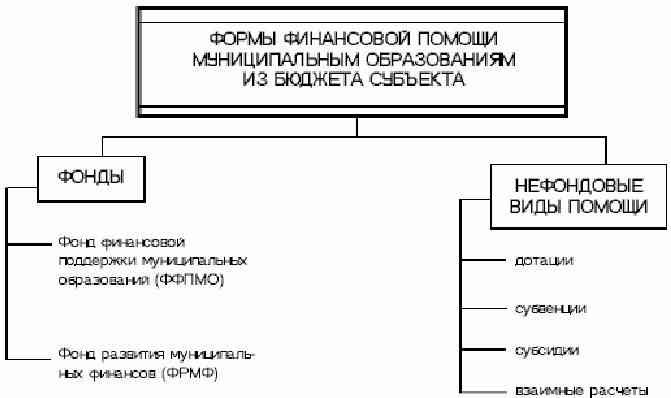 ФОРМЫ ФИНАНСОВОЙ ПОМОЩИ
МУНИЦИПАЛЬНЫМ ОБРАЗОВАНИЯМ
ИЗ БЮДЖЕТА СУБЪЕКТА
ФОНДЫ
Фонд финансовой
поддержки муниципальных
образований (ФФПМО)
Фонд развития муниципаль-
ных финансов (ФРМФ)
НЕФОНДОВЫЕ
ВИДЫ ПОМОЩИ
дотации
субвенции
субсидии
взаимные расчеты